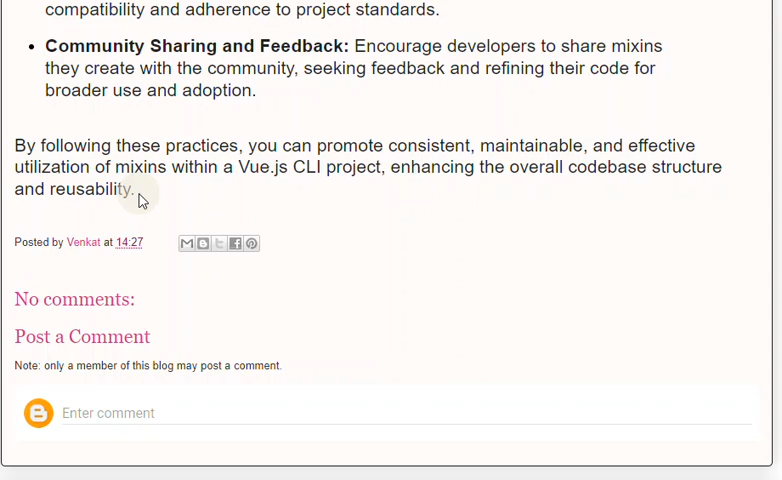 compatibility and adherence to project standards.
• Community Sharing and Feedback: Encourage developers to share mixins
they create with the community, seeking feedback and refining their code for
broader use and adoption.
By following these practices, you can promote consistent, maintainable, and effective
utilization of mixins within a Vue.js CLI project, enhancing the overall codebase structure
and reusability.
Posted by Venkat at 14:27
No comments:
Post a Comment
Note: only a member of this blog may post a comment.
Enter comment